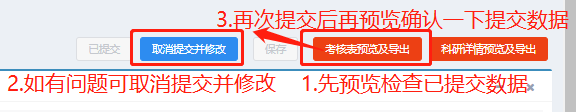 3.再次提交后再预览确认一下提交数据
已提交 取消提交并修改 保存 考核表预览及导出 科研详情预览及导出
2.如有问题可取消提交并修改 1.先预览检查已提交数据